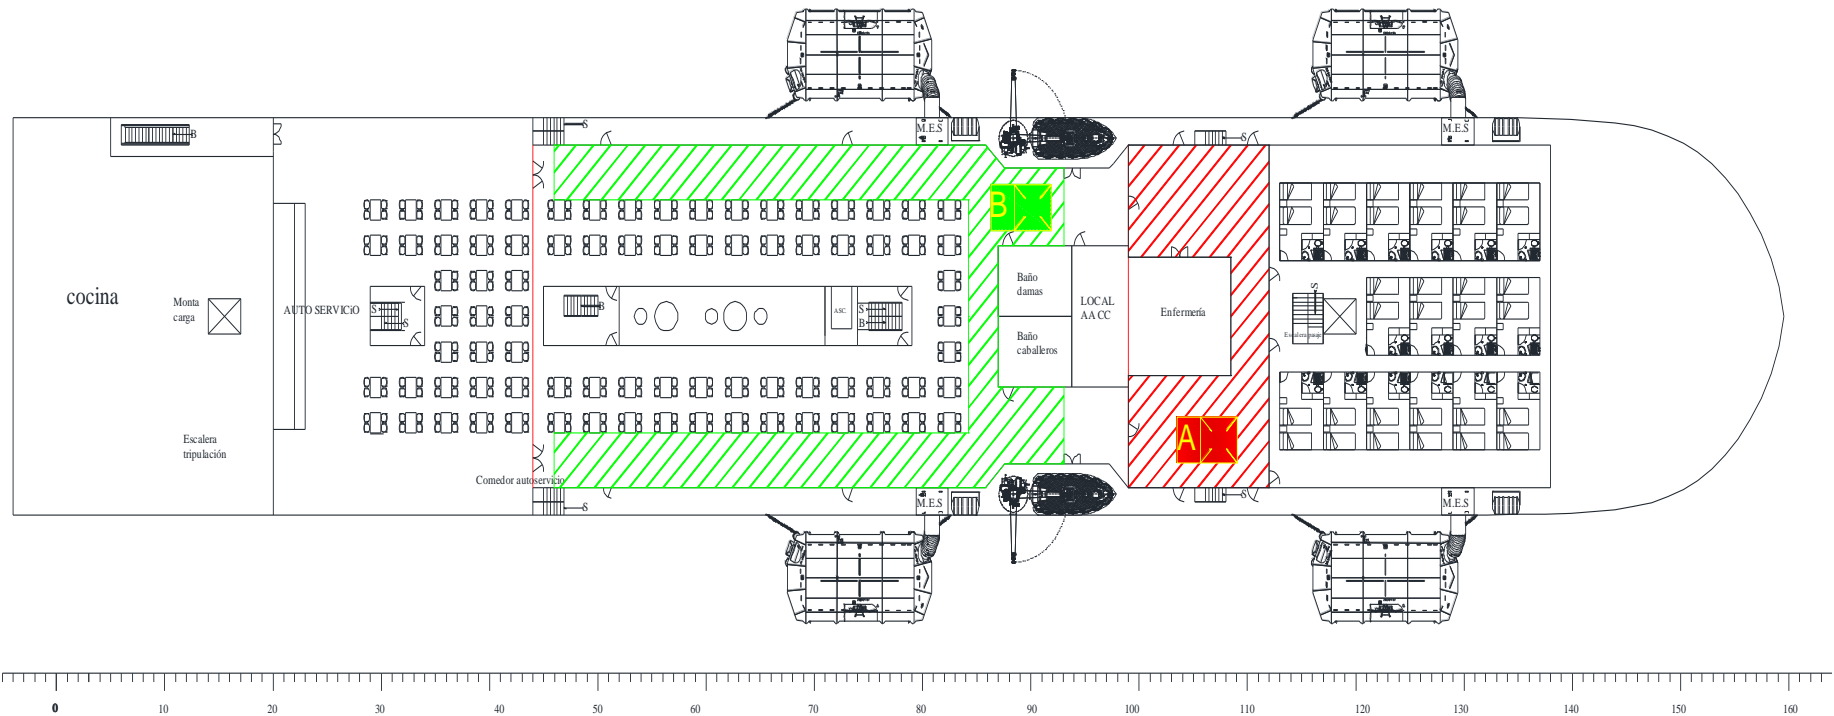 M.E.S
M.E.S
B
S
S
S
B
cocina
Monta
carga
AUTO SERVICiO
S
S
B
ASC.
S
B
Baño
damas
Baño
caballeros
LOCAL
AA CC
Enfermería
S
A
Escalera
tripulación
Comedor autoservicio
S
S
M.E.S
M.E.S
0 10 20 30 40 50 60 70 80 90 100 110 120 130 140 150 160